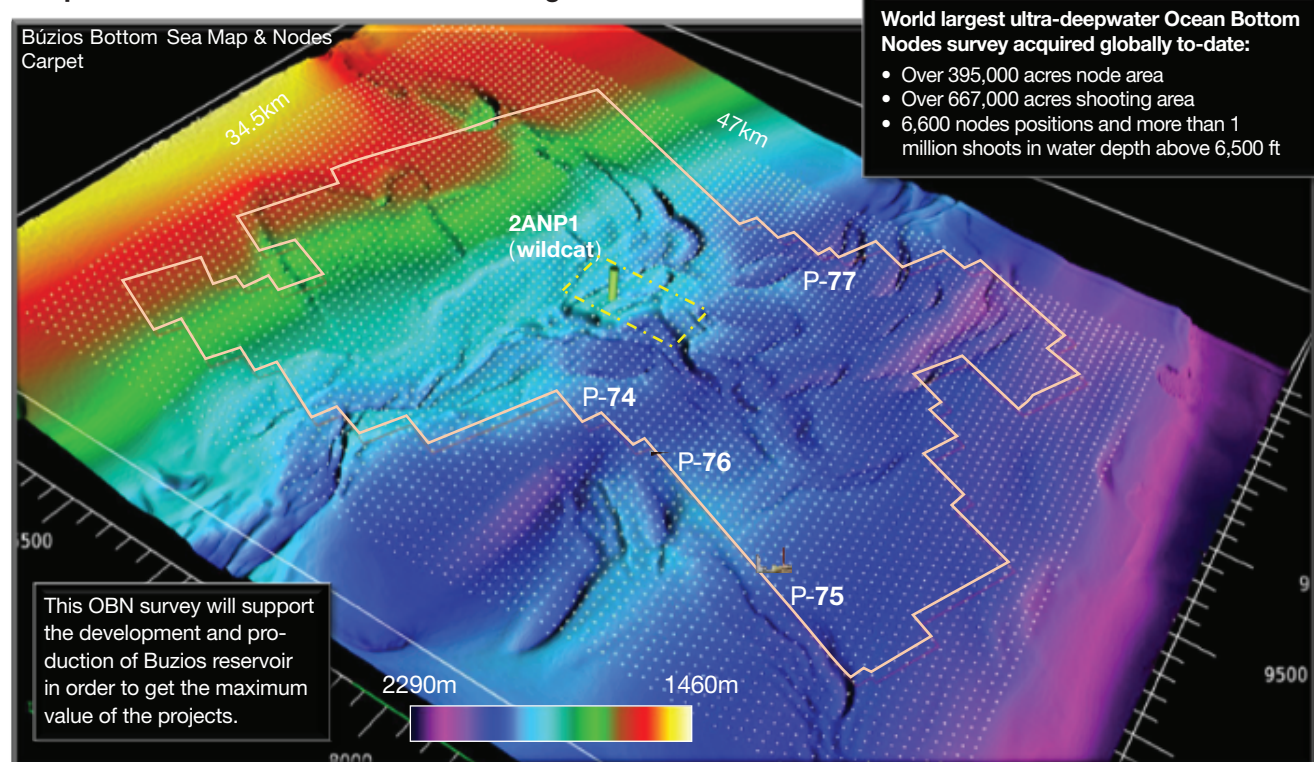 Búzios Bottom Sea Map & Nodes
Carpet
World largest ultra-deepwater Ocean Bottom
Nodes survey acquired globally to-date:
• Over 395,000 acres node area
• Over 667,000 acres shooting area
• 6,600 nodes positions and more than 1
million shoots in water depth above 6,500 ft
34.5km
47km
2ANP1
(wildcat)
P-77
P-74
P-76
P-75
This OBN survey will support
the development and pro-
duction of Buzios reservoir
in order to get the maximum
value of the projects.
2290m
1460m
9500